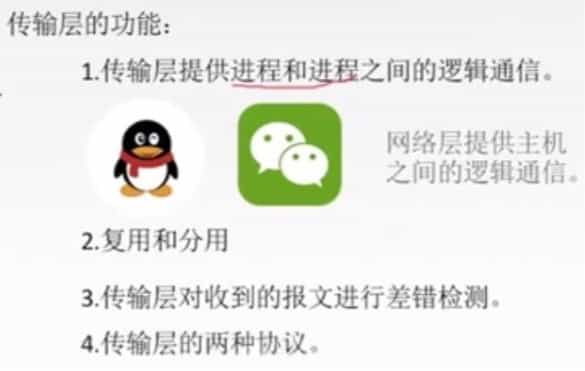 传输层的功能：
1.传输层提供进程和进程之间的逻辑通信。
网络层提供主机
之间的逻辑通信。
2.复用和分用
3.传输层对收到的报文进行差错检测。
4.传输层的两种协议。